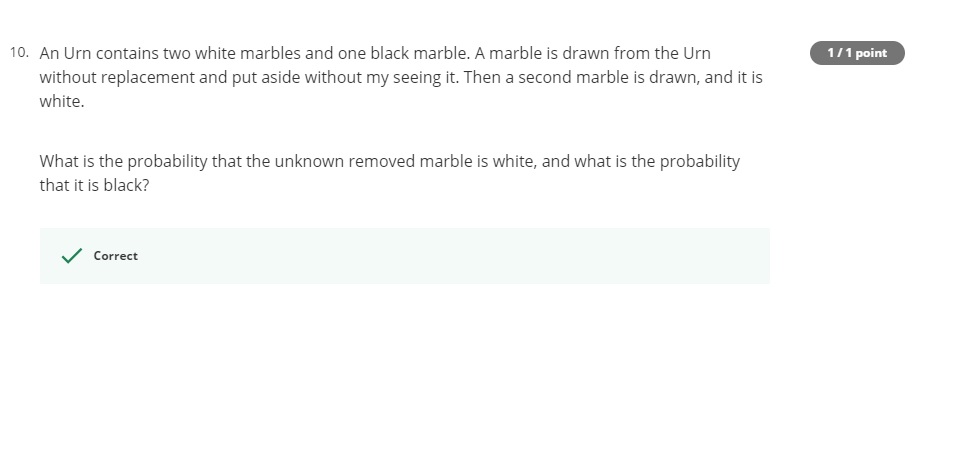 10. An Urn contains two white marbles and one black marble. A marble is drawn from the Urn
1 / 1 point
without replacement and put aside without my seeing it. Then a second marble is drawn, and it is
white.
What is the probability that the unknown removed marble is white, and what is the probability
that it is black?
Correct